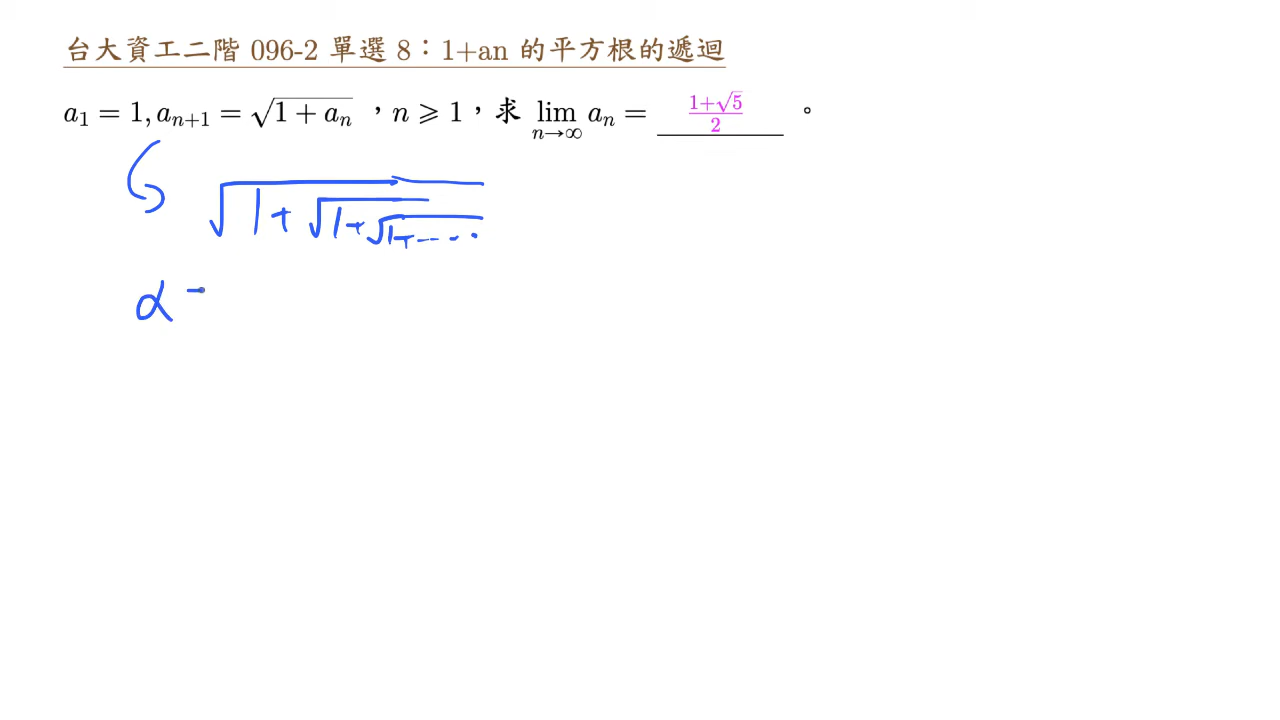 台大資工二階 096-2 單選 8：1+an 的平方根的遞迴
a₁ = 1, aₙ₊₁ = √(1 + aₙ) ，n ⩾ 1，求 lim_{n→∞} aₙ = (1+√5)/2 。
√(1+√(1+√(1+.....
α -